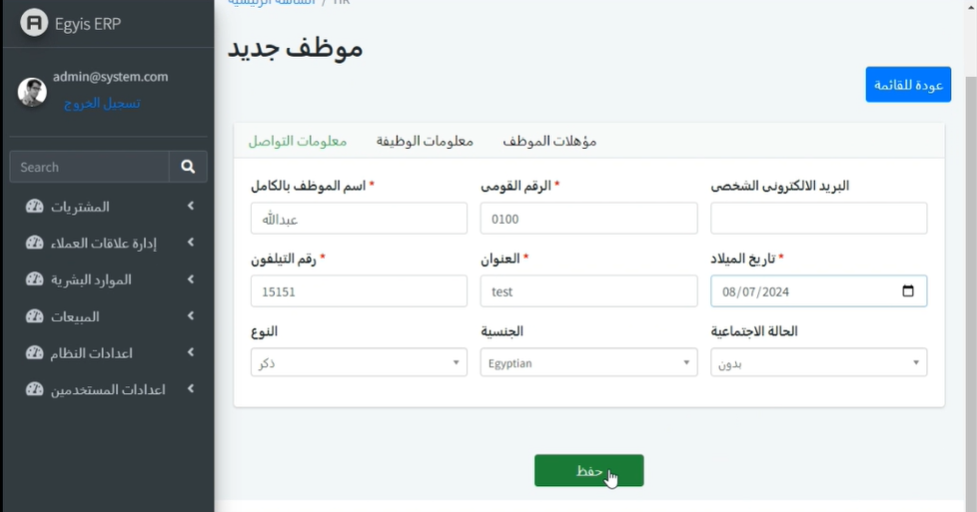 Egyis ERP
الشاشة الرئيسية / HR
admin@system.com
تسجيل الخروج
Search
المشتريات
إدارة علاقات العملاء
الموارد البشرية
المبيعات
اعدادات النظام
اعدادات المستخدمين
موظف جديد
عودة للقائمة
معلومات التواصل
معلومات الوظيفة
مؤهلات الموظف
اسم الموظف بالكامل *
الرقم القومى *
البريد الالكترونى الشخصى
عبدالله
0100
رقم التيلفون *
العنوان *
تاريخ الميلاد *
15151
test
08/07/2024
النوع
الجنسية
الحالة الاجتماعية
ذكر
Egyptian
بدون
حفظ